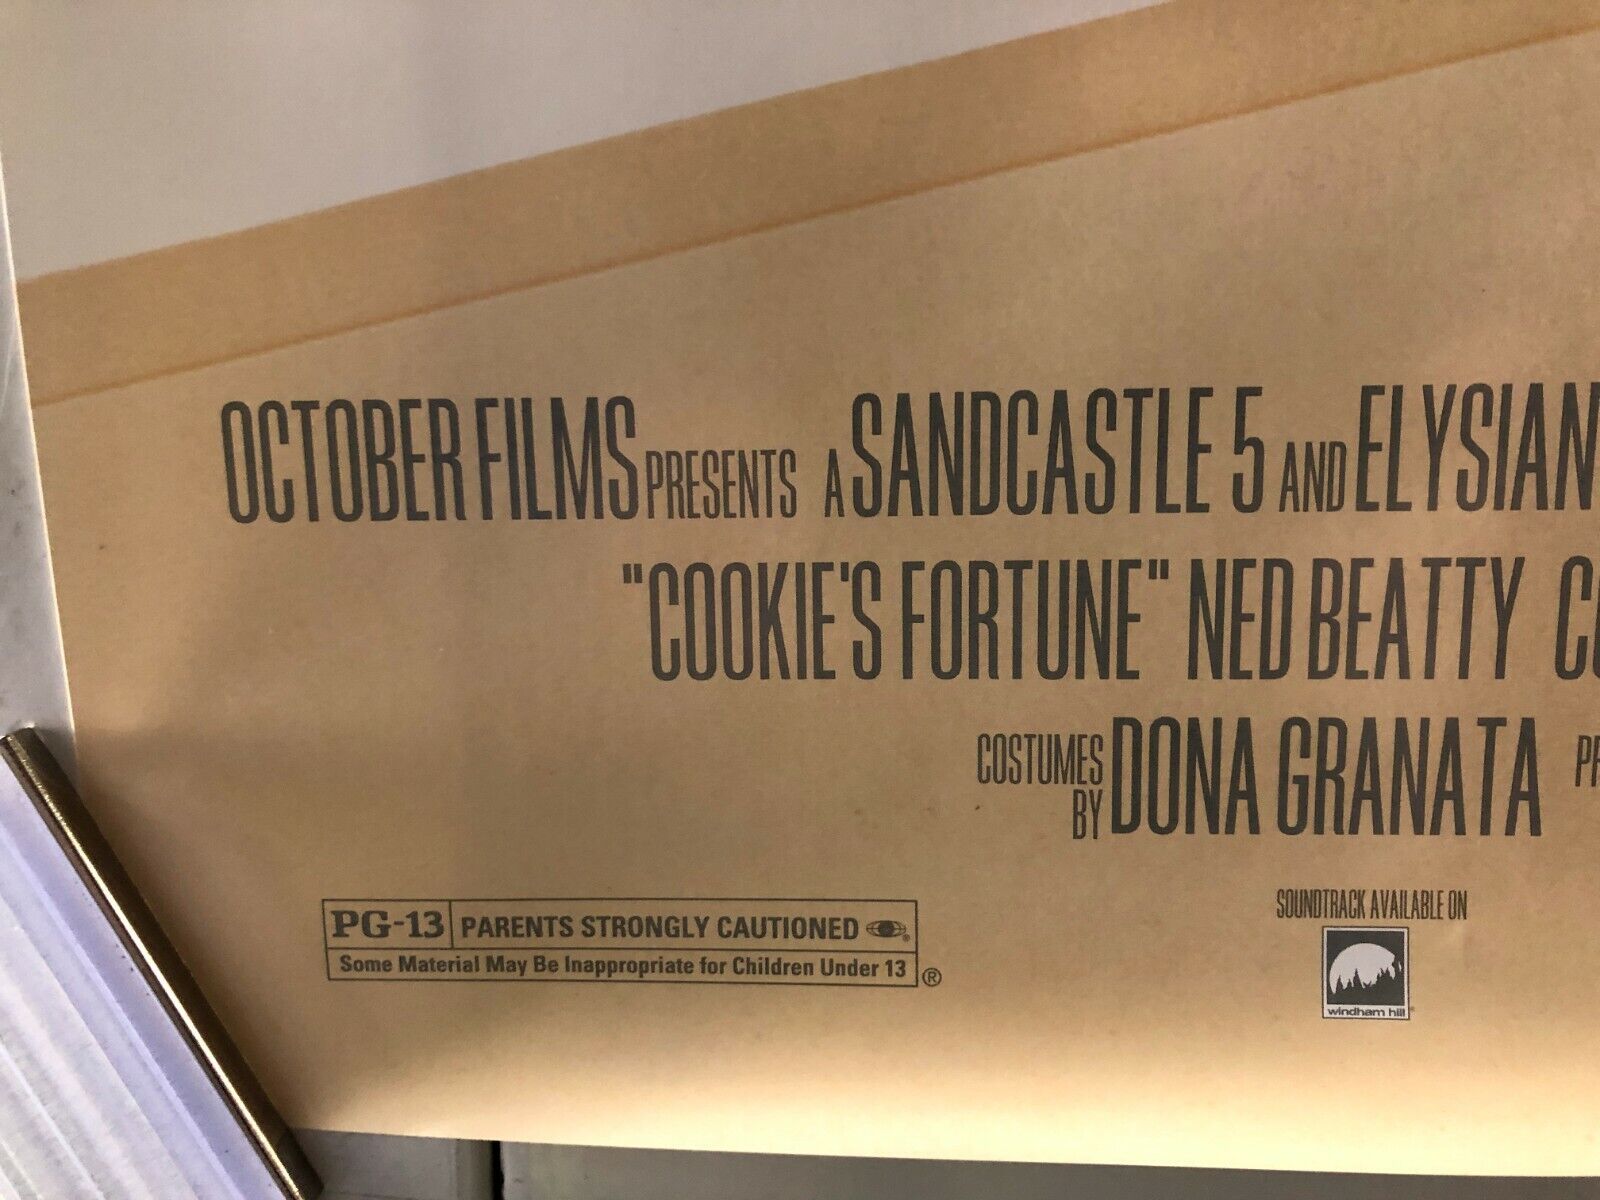 OCTOBER FILMS PRESENTS A SANDCASTLE 5 AND ELYSIAN
"COOKIE'S FORTUNE" NED BEATTY
COSTUMES BY DONA GRANATA
PG-13 PARENTS STRONGLY CAUTIONED
Some Material May Be Inappropriate for Children Under 13 ®
SOUNDTRACK AVAILABLE ON
windham hill